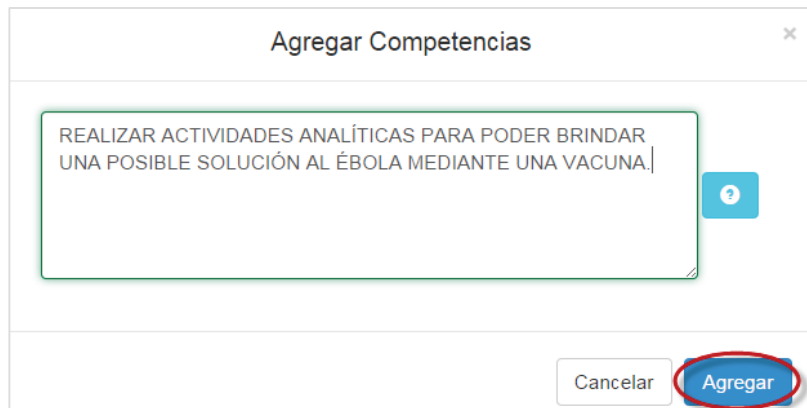 Agregar Competencias
REALIZAR ACTIVIDADES ANALÍTICAS PARA PODER BRINDAR
UNA POSIBLE SOLUCIÓN AL ÉBOLA MEDIANTE UNA VACUNA.
Cancelar
Agregar